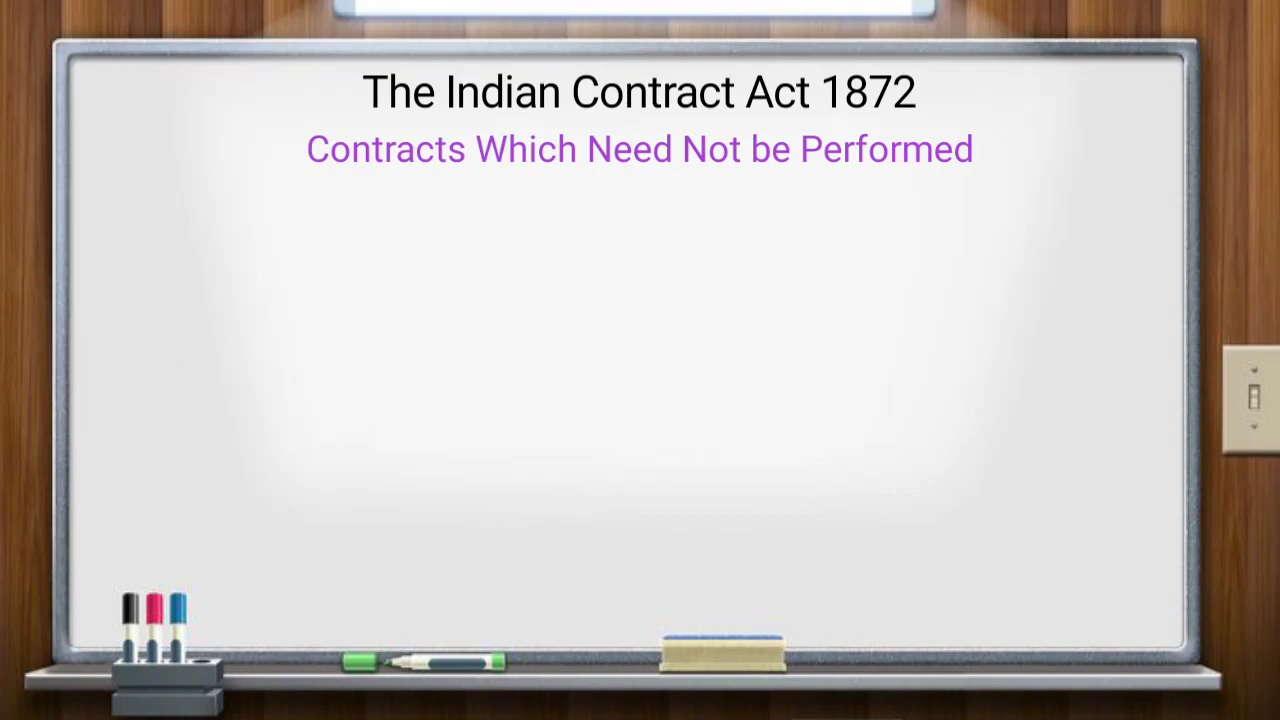 The Indian Contract Act 1872
Contracts Which Need Not be Performed